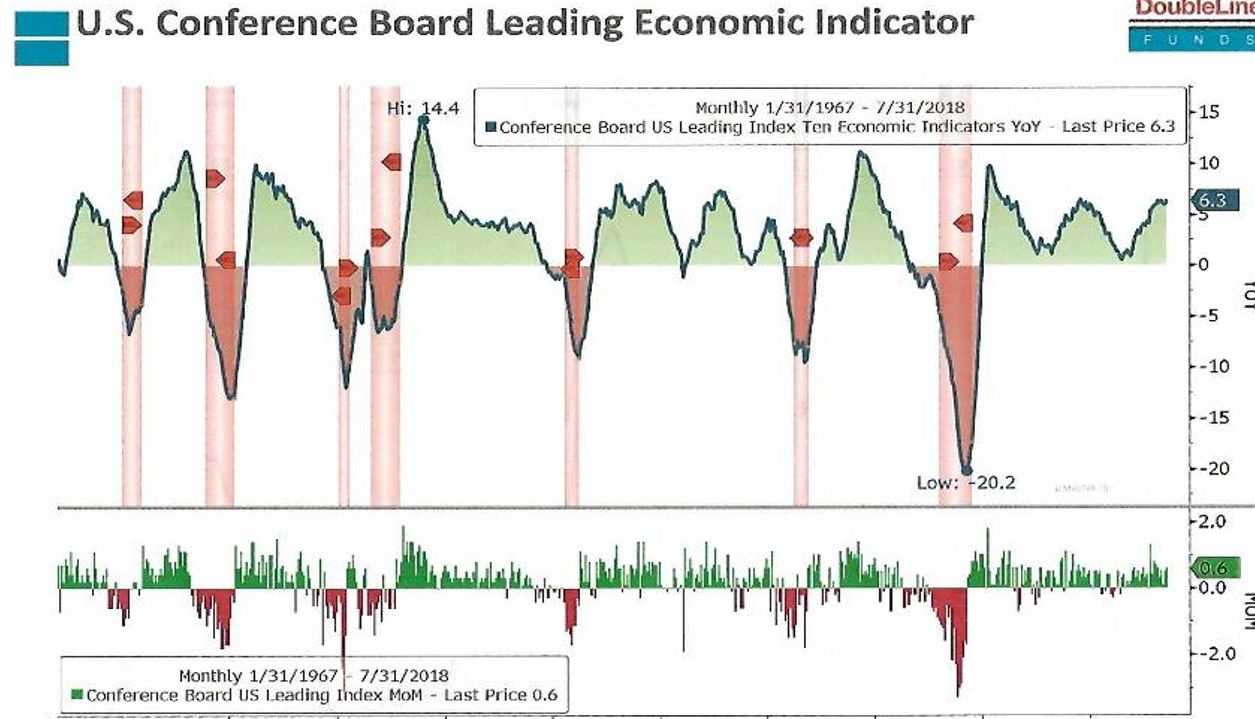 U.S. Conference Board Leading Economic Indicator
DoubleLine
FUNDS
Hi: 14.4
Monthly 1/31/1967 - 7/31/2018
Conference Board US Leading Index Ten Economic Indicators YoY - Last Price 6.3
15
10
6.3
5
0
YoY
-5
-10
-15
-20
Low: -20.2
2.0
0.6
0.0
MoM
-2.0
Monthly 1/31/1967 - 7/31/2018
Conference Board US Leading Index MoM - Last Price 0.6